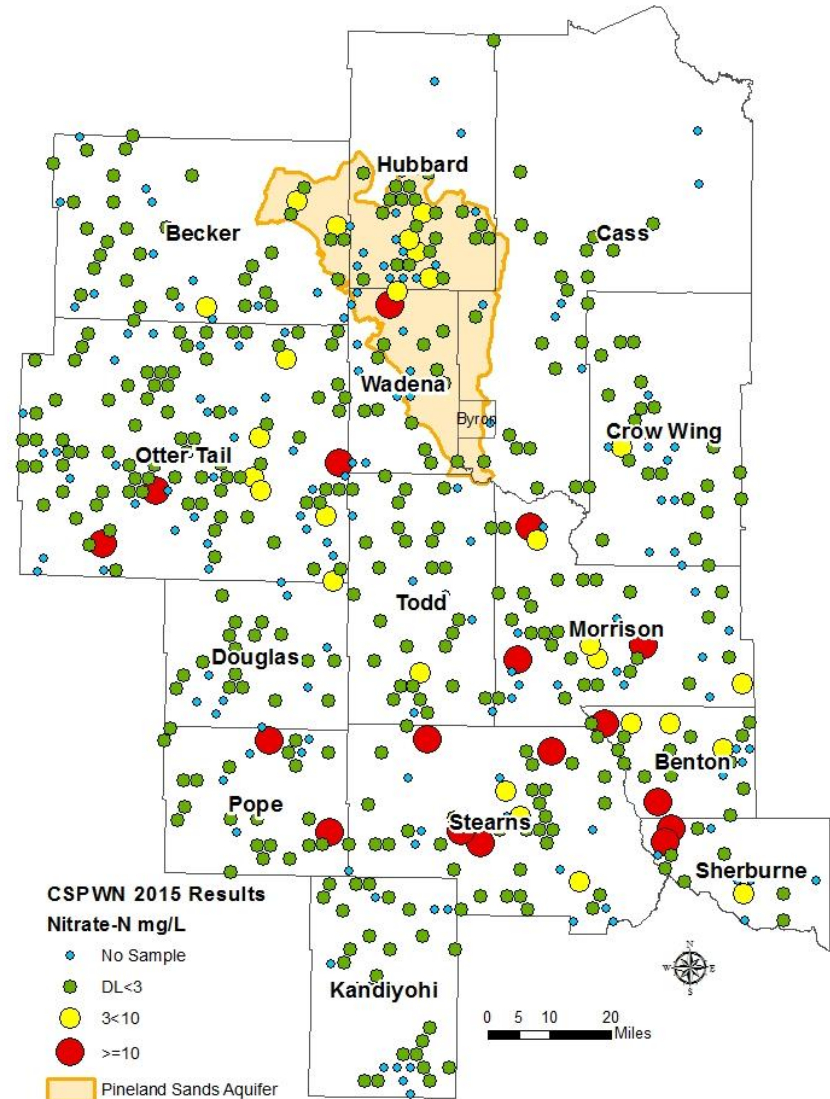 Hubbard
Becker
Cass
Wadena
Byron
Crow Wing
Otter Tail
Todd
Morrison
Douglas
Benton
Pope
Stearns
Sherburne
Kandiyohi
CSPWN 2015 Results
Nitrate-N mg/L
No Sample
DL<3
3<10
>=10
Pineland Sands Aquifer
N
W E
S
0 5 10 20
Miles